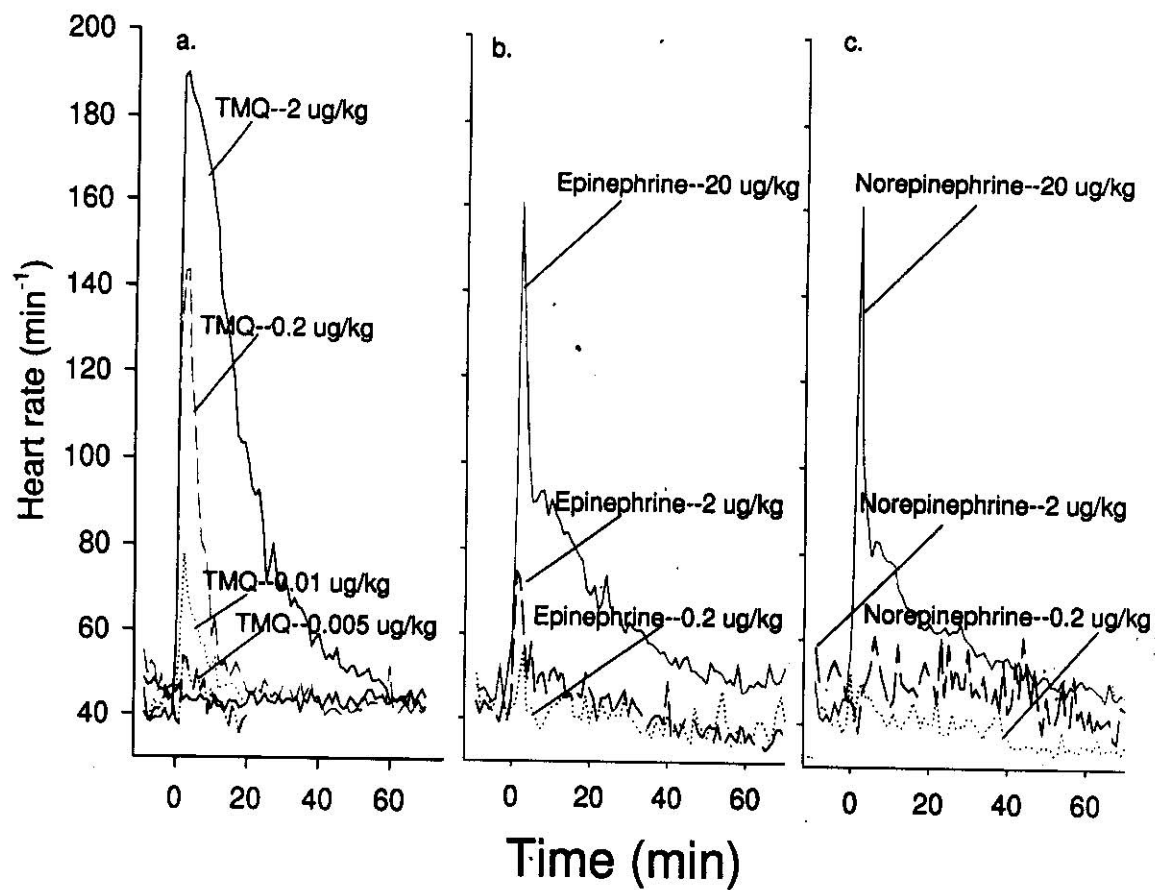 200
180
160
140
120
100
80
60
40
Heart rate (min⁻¹)
a.
TMQ--2 ug/kg
TMQ--0.2 ug/kg
TMQ--0.01 ug/kg
TMQ--0.005 ug/kg
0 20 40 60
b.
Epinephrine--20 ug/kg
Epinephrine--2 ug/kg
Epinephrine--0.2 ug/kg
0 20 40 60
c.
Norepinephrine--20 ug/kg
Norepinephrine--2 ug/kg
Norepinephrine--0.2 ug/kg
0 20 40 60
Time (min)